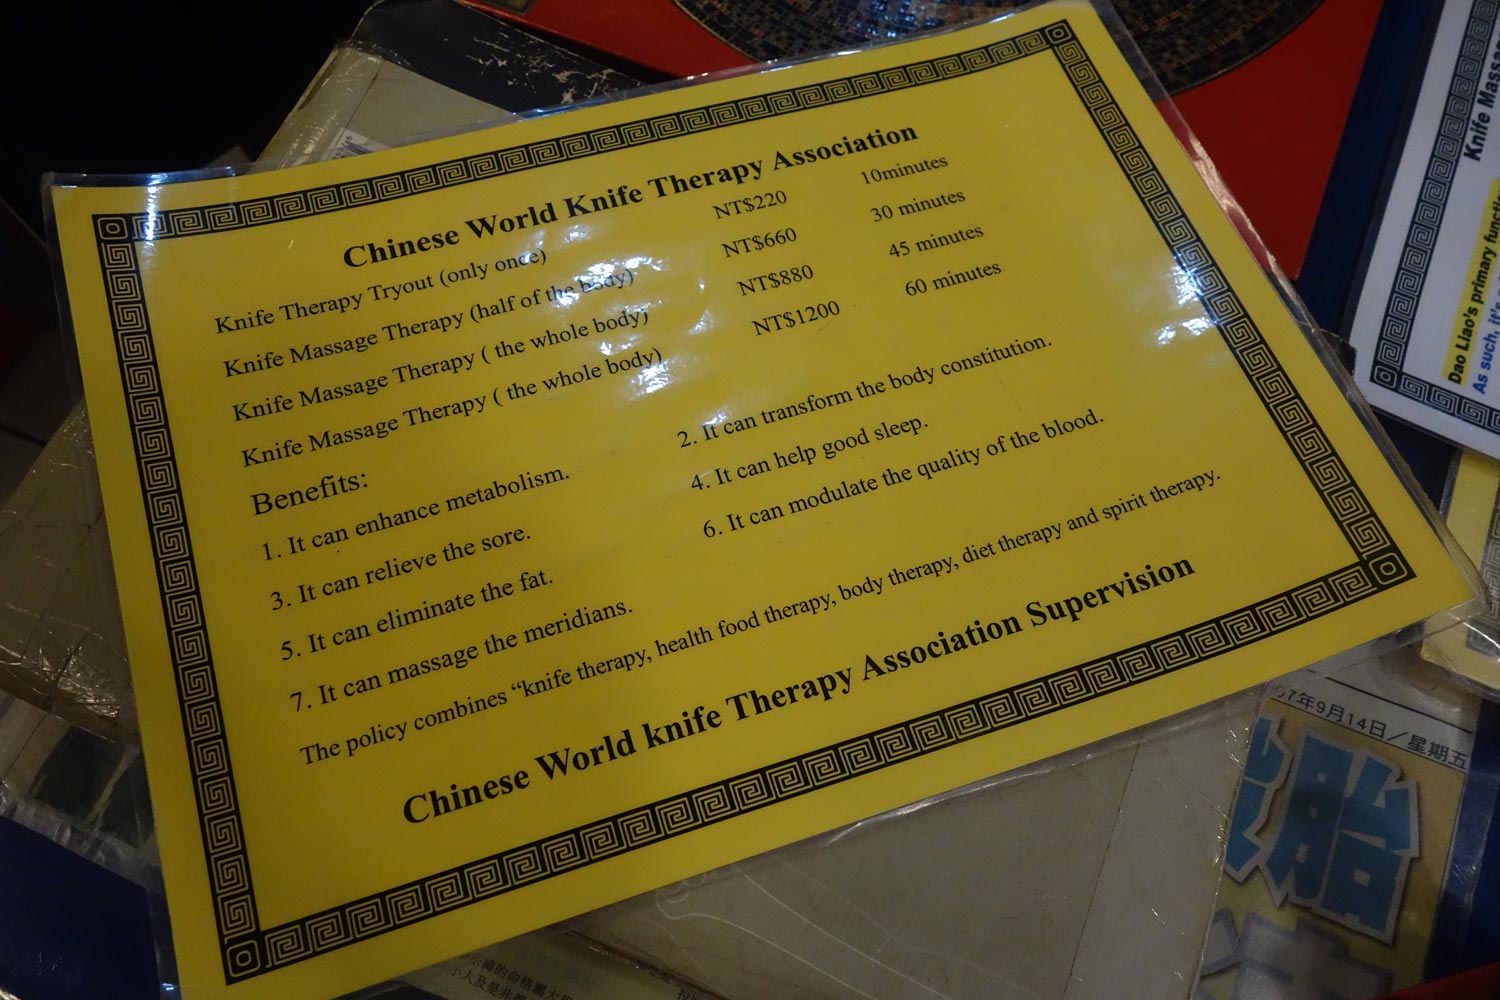 Chinese World Knife Therapy Association
Knife Therapy Tryout (only once) NT$220 10minutes
Knife Massage Therapy (half of the body) NT$660 30 minutes
Knife Massage Therapy ( the whole body) NT$880 45 minutes
Knife Massage Therapy ( the whole body) NT$1200 60 minutes
Benefits:
1. It can enhance metabolism. 2. It can transform the body constitution.
3. It can relieve the sore. 4. It can help good sleep.
5. It can eliminate the fat. 6. It can modulate the quality of the blood.
7. It can massage the meridians.
The policy combines “knife therapy, health food therapy, body therapy, diet therapy and spirit therapy.
Chinese World knife Therapy Association Supervision
Knife Massa
Dao Liao's primary functio
As such, it's
7年9月14日／星期五
胎